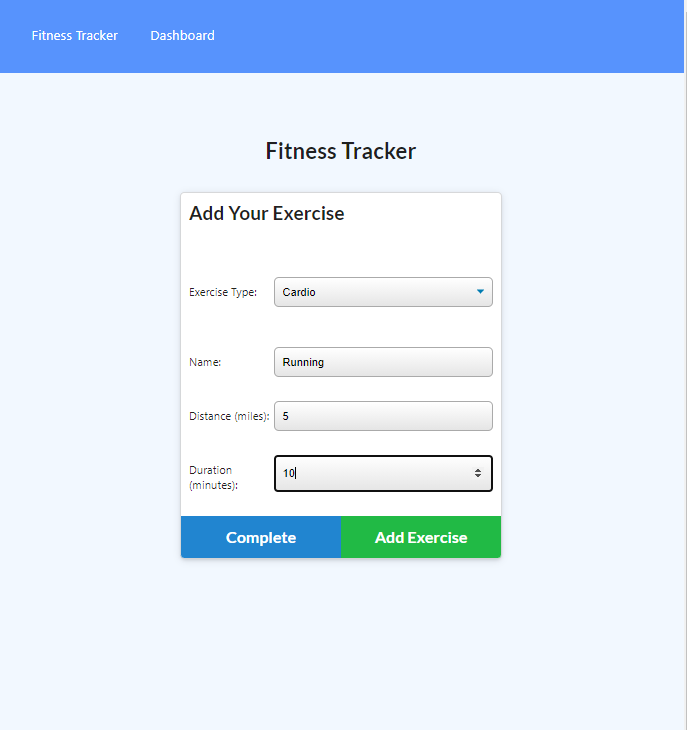 Fitness Tracker Dashboard
Fitness Tracker
Add Your Exercise
Exercise Type: Cardio
Name: Running
Distance (miles): 5
Duration
(minutes): 10
Complete Add Exercise